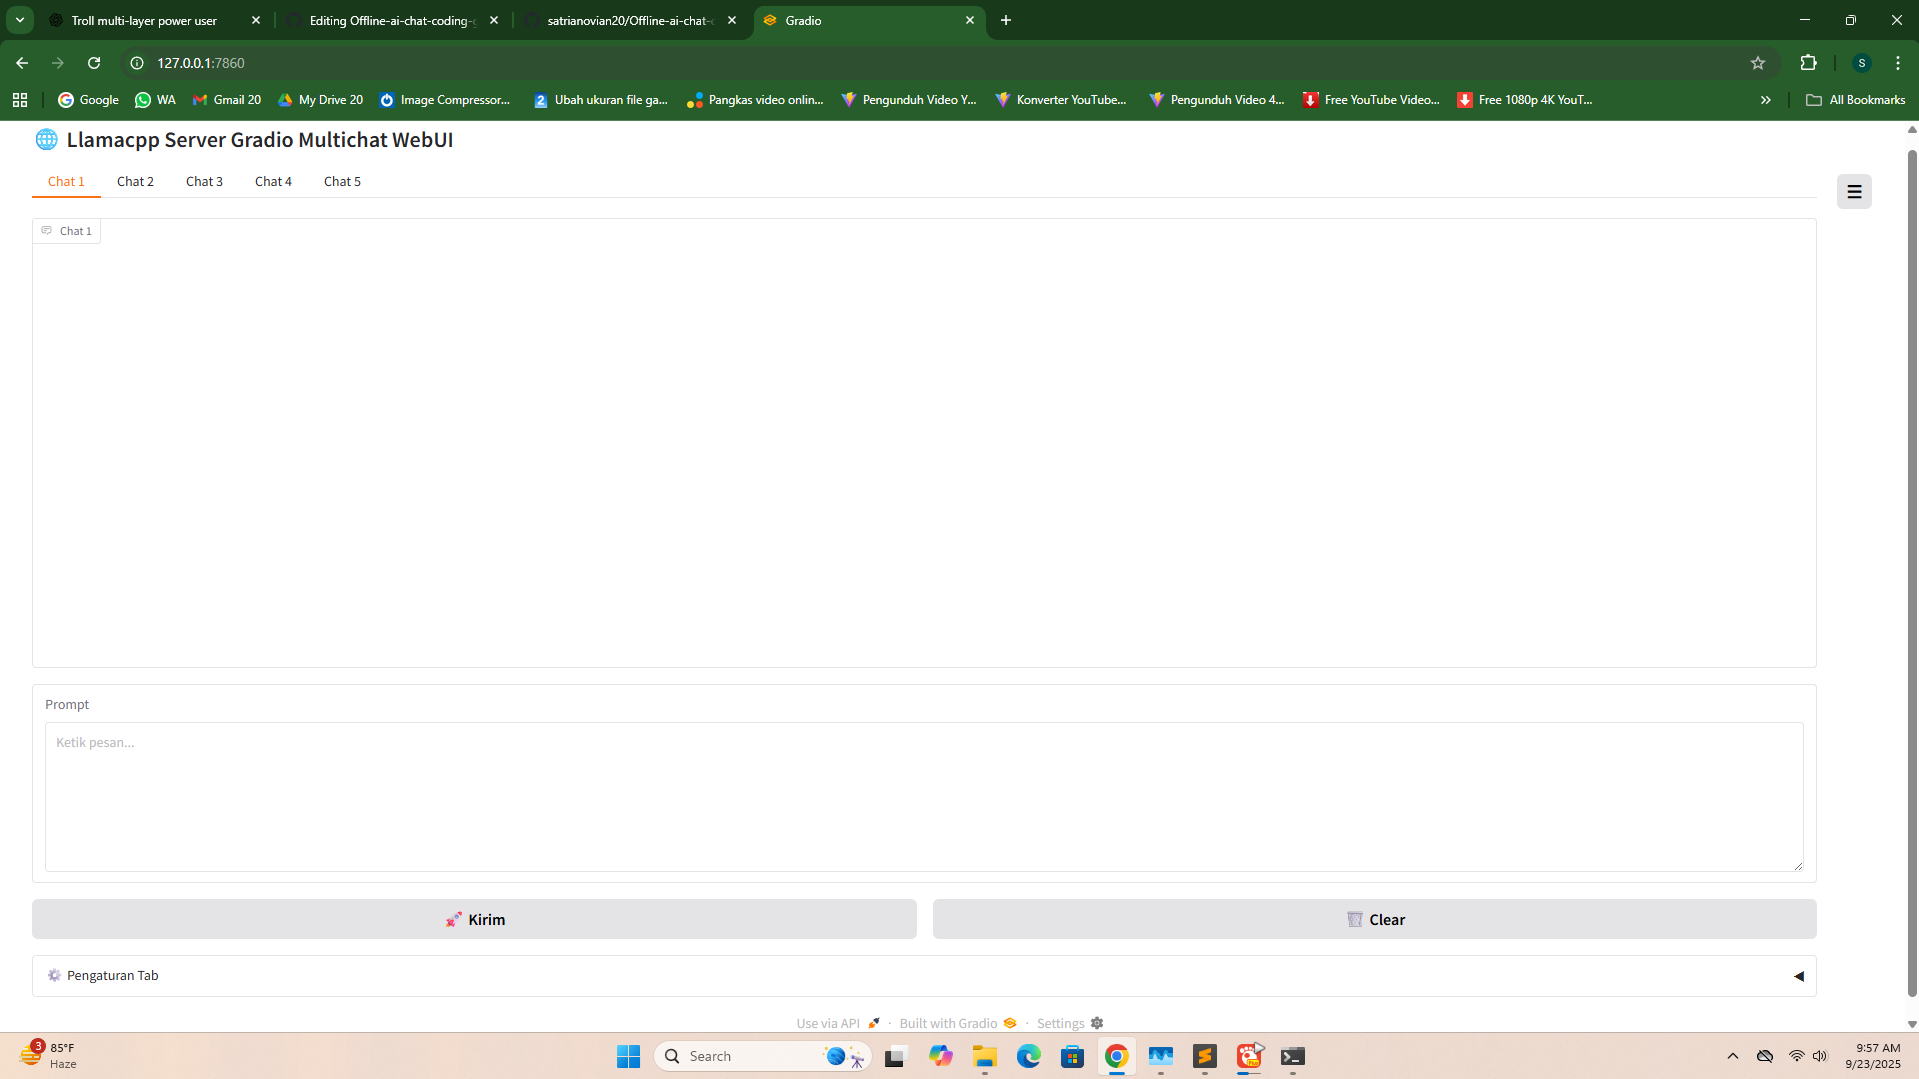 Troll multi-layer power user
Editing Offline-ai-chat-coding-g
satrianovian20/Offline-ai-chat-c
Gradio
127.0.0.1:7860
S
Google
WA
Gmail 20
My Drive 20
Image Compressor...
Ubah ukuran file ga...
Pangkas video onlin...
Pengunduh Video Y...
Konverter YouTube...
Pengunduh Video 4...
Free YouTube Video...
Free 1080p 4K YouT...
All Bookmarks
Llamacpp Server Gradio Multichat WebUI
Chat 1
Chat 2
Chat 3
Chat 4
Chat 5
Chat 1
Prompt
Ketik pesan...
Kirim
Clear
Pengaturan Tab
Use via API · Built with Gradio · Settings
3
85°F
Haze
Search
9:57 AM
9/23/2025